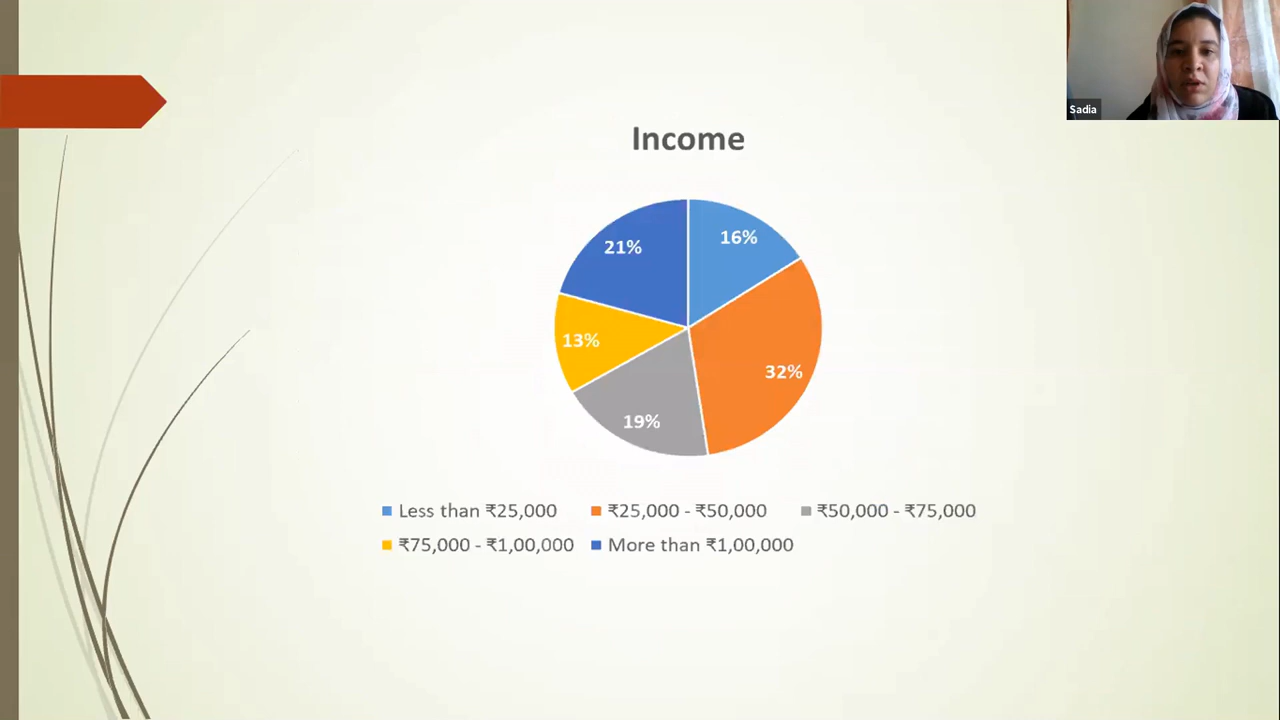 Sadia
Income
16%
21%
13%
32%
19%
Less than ₹25,000 ₹25,000 - ₹50,000 ₹50,000 - ₹75,000
₹75,000 - ₹1,00,000 More than ₹1,00,000